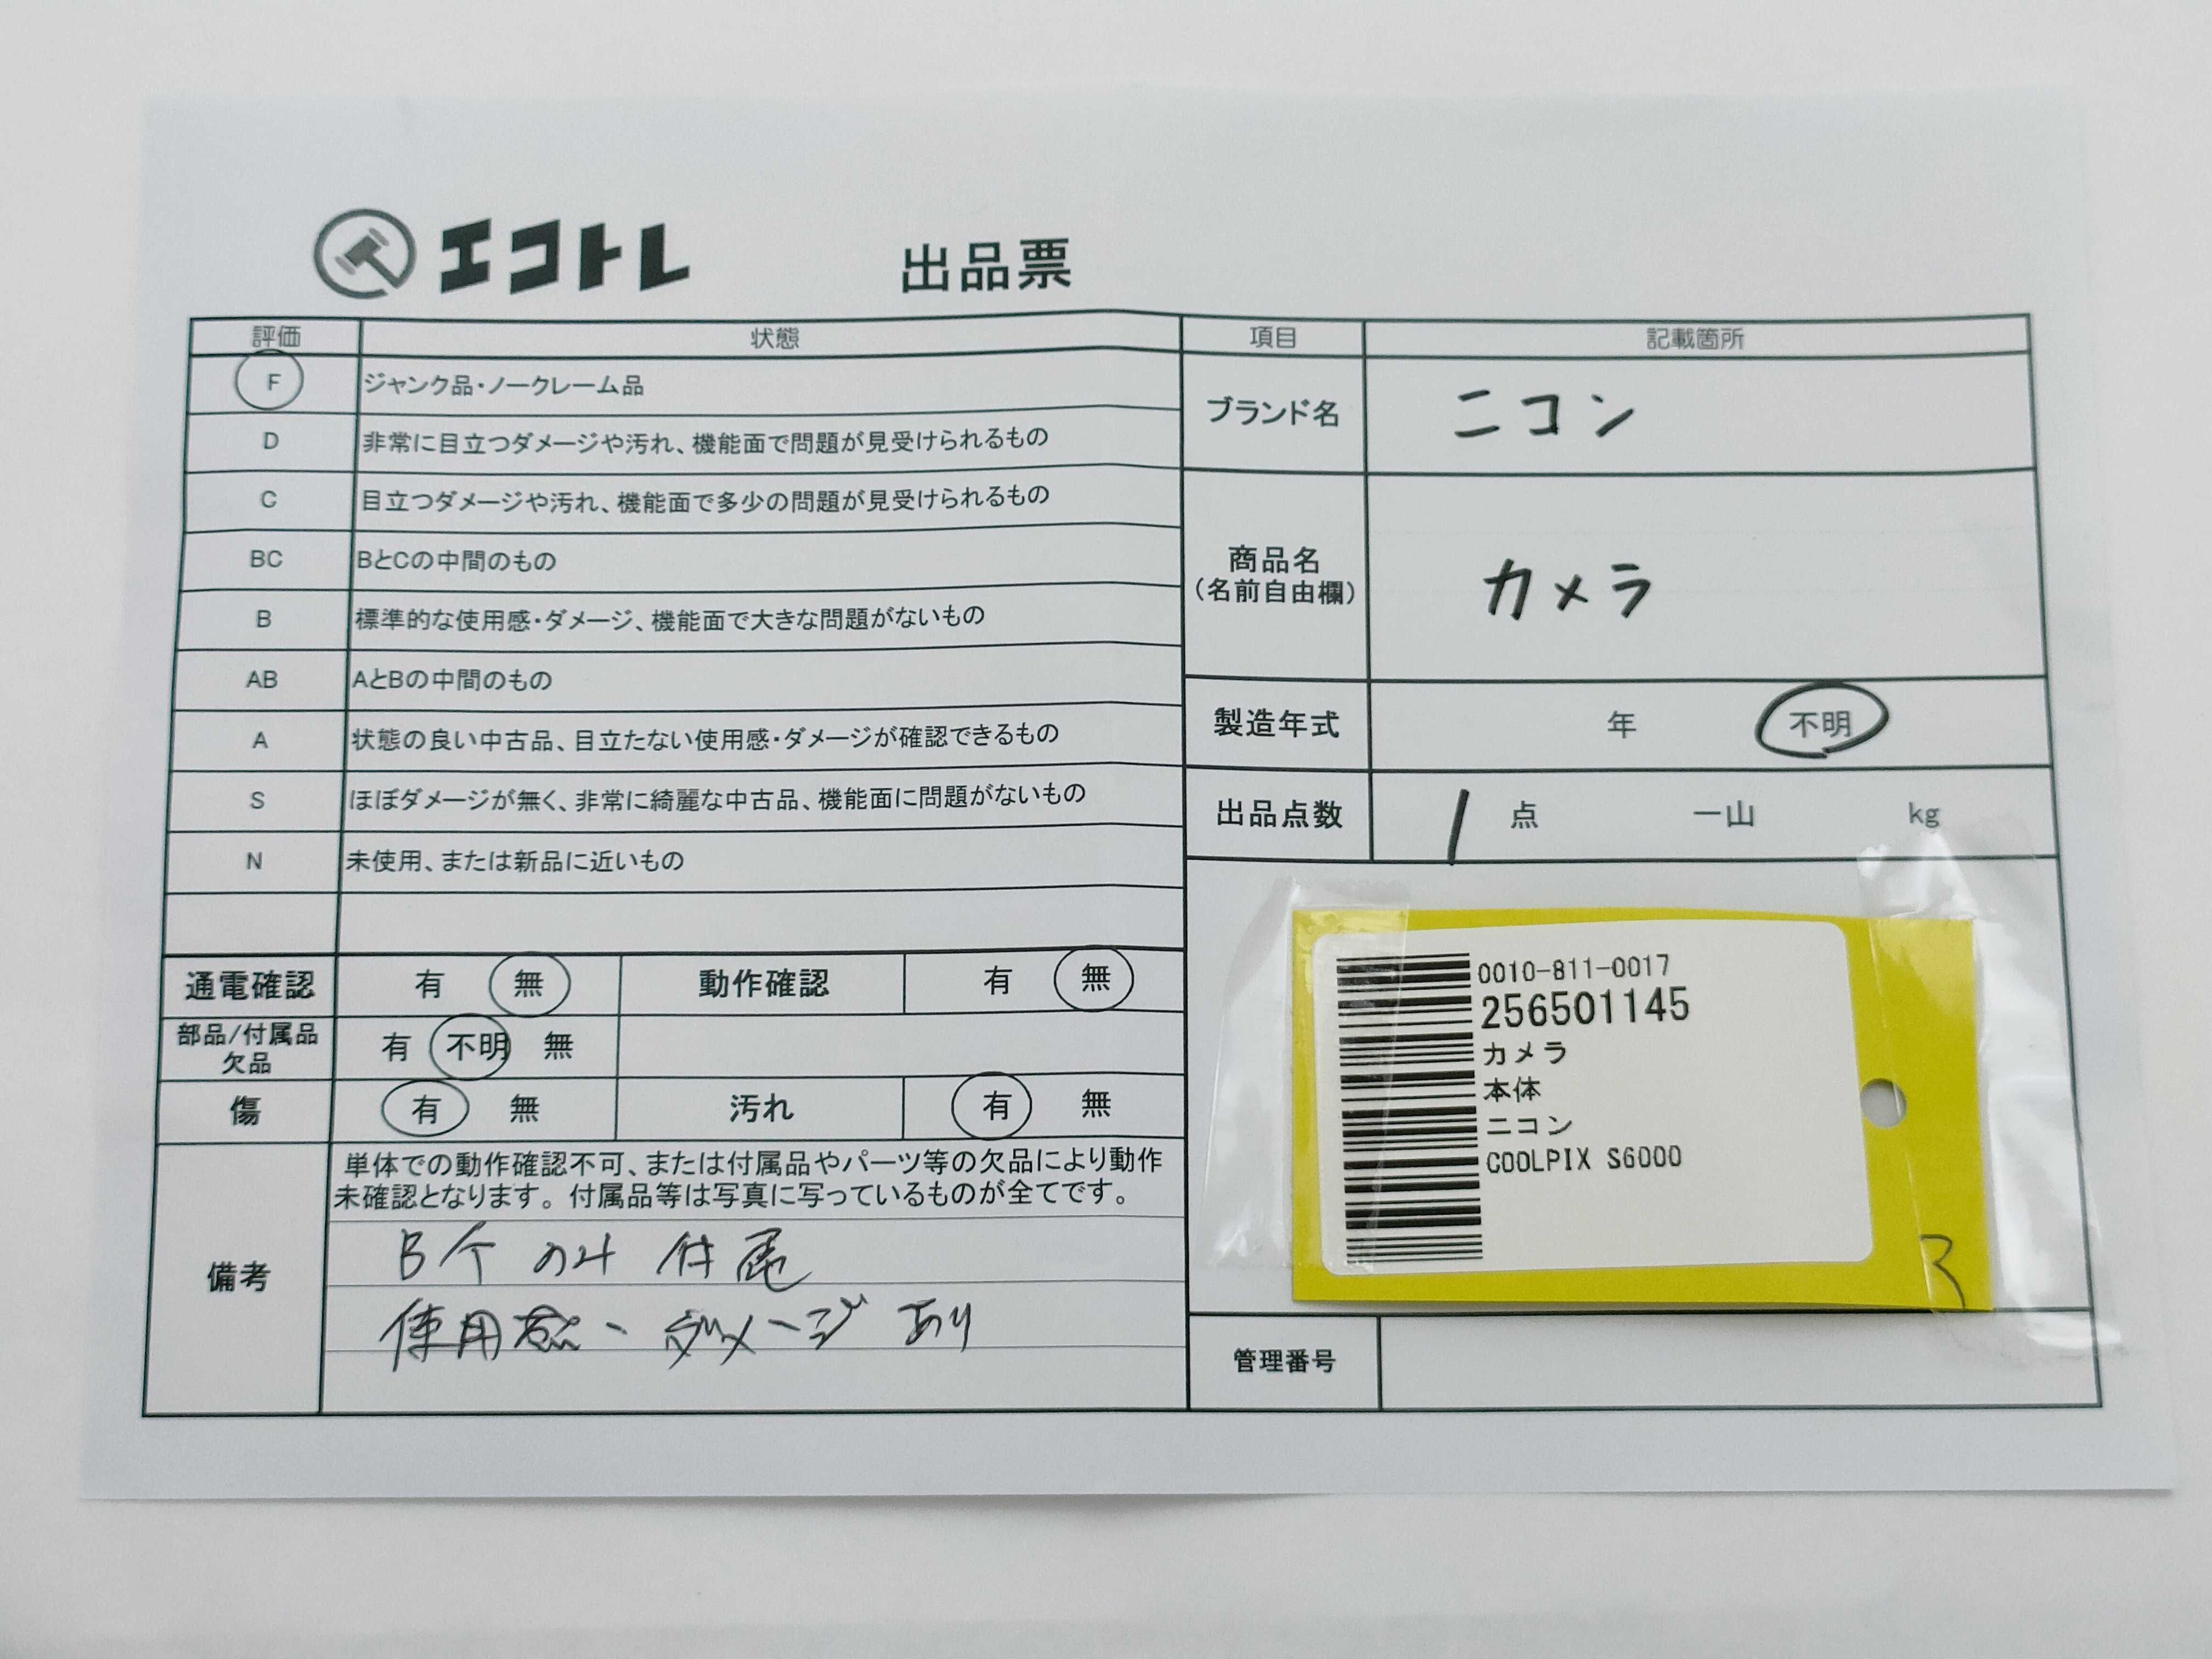 エコトレ 出品票
評価 状態
F ジャンク品・ノークレーム品
D 非常に目立つダメージや汚れ、機能面で問題が見受けられるもの
C 目立つダメージや汚れ、機能面で多少の問題が見受けられるもの
BC BとCの中間のもの
B 標準的な使用感・ダメージ、機能面で大きな問題がないもの
AB AとBの中間のもの
A 状態の良い中古品、目立たない使用感・ダメージが確認できるもの
S ほぼダメージが無く、非常に綺麗な中古品、機能面に問題がないもの
N 未使用、または新品に近いもの
通電確認 有 無 動作確認 有 無
部品/付属品
欠品
有 不明 無
傷 有 無 汚れ 有 無
備考
単体での動作確認不可、または付属品やパーツ等の欠品により動作
未確認となります。付属品等は写真に写っているものが全てです。
のみ 付属
使用感、ダメージ あり
項目 記載箇所
ブランド名 ニコン
商品名
(名前自由欄)
カメラ
製造年式 年 不明
出品点数 1 点 一山 kg
0010-811-0017
256501145
カメラ
本体
ニコン
COOLPIX S6000
3
管理番号